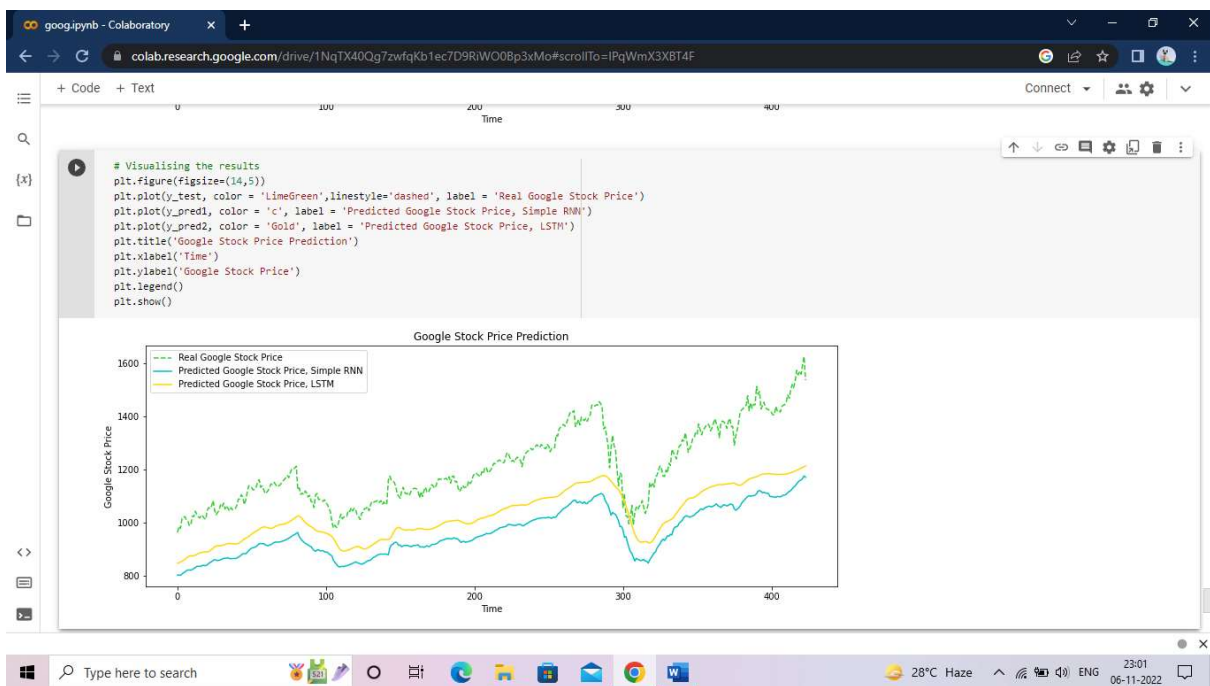 goog.ipynb - Colaboratory
colab.research.google.com/drive/1NqTX40Qg7zwfqKb1ec7D9RiWO0Bp3xMo#scrollTo=IPqWmX3XBT4F
+ Code + Text
Connect
0 100 200 300 400
Time
{x}
# Visualising the results
plt.figure(figsize=(14,5))
plt.plot(y_test, color = 'LimeGreen',linestyle='dashed', label = 'Real Google Stock Price')
plt.plot(y_pred1, color = 'c', label = 'Predicted Google Stock Price, Simple RNN')
plt.plot(y_pred2, color = 'Gold', label = 'Predicted Google Stock Price, LSTM')
plt.title('Google Stock Price Prediction')
plt.xlabel('Time')
plt.ylabel('Google Stock Price')
plt.legend()
plt.show()
Google Stock Price Prediction
Real Google Stock Price
Predicted Google Stock Price, Simple RNN
Predicted Google Stock Price, LSTM
Google Stock Price
1600
1400
1200
1000
800
0 100 200 300 400
Time
Type here to search
521
28°C Haze
ENG
23:01
06-11-2022